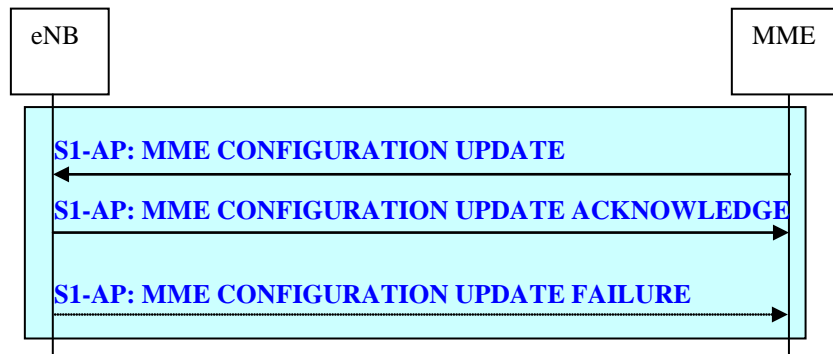 eNB
MME
S1-AP: MME CONFIGURATION UPDATE
S1-AP: MME CONFIGURATION UPDATE ACKNOWLEDGE
S1-AP: MME CONFIGURATION UPDATE FAILURE